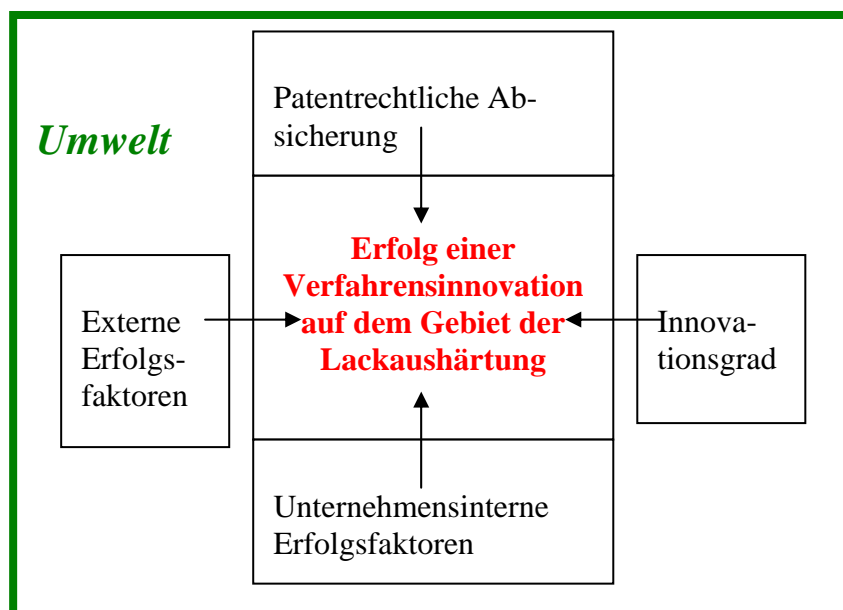 Patentrechtliche Ab-
sicherung
Umwelt
Erfolg einer
Verfahrensinnovation
auf dem Gebiet der
Lackaushärtung
Externe
Erfolgs-
faktoren
Innova-
tionsgrad
Unternehmensinterne
Erfolgsfaktoren